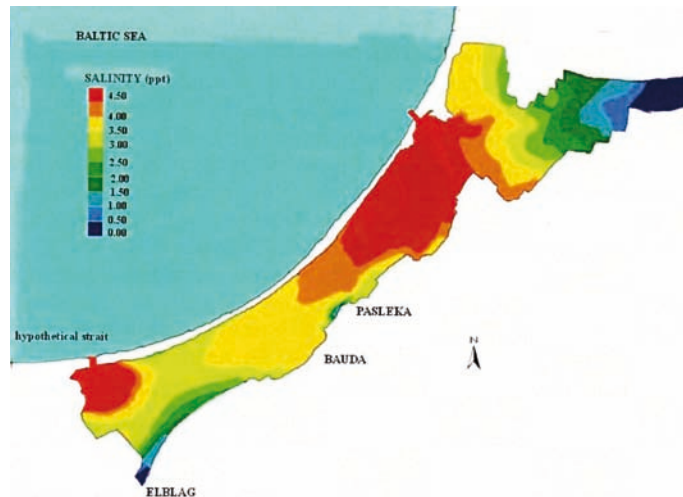 BALTIC SEA
SALINITY (ppt)
4.50
4.00
3.50
3.00
2.50
2.00
1.50
1.00
0.50
0.00
PASLEKA
hypothetical strait
N
BAUDA
ELBLAG